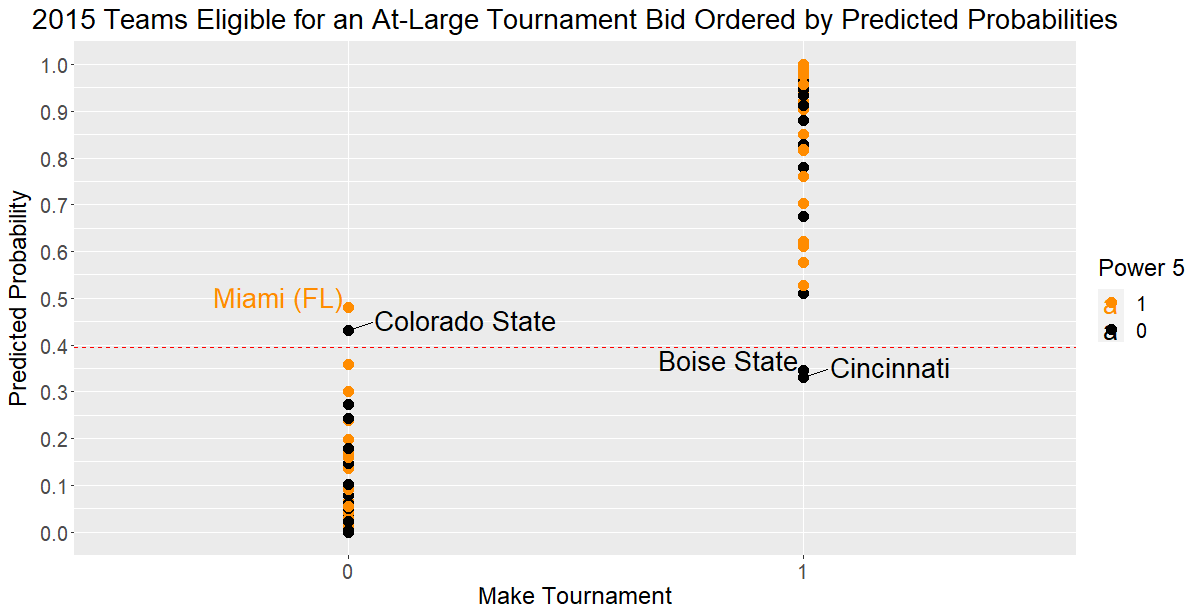 2015 Teams Eligible for an At-Large Tournament Bid Ordered by Predicted Probabilities
Predicted Probability
1.0
0.9
0.8
0.7
0.6
0.5
0.4
0.3
0.2
0.1
0.0
Miami (FL)
Colorado State
Boise State
Cincinnati
0
1
Make Tournament
Power 5
a 1
a 0